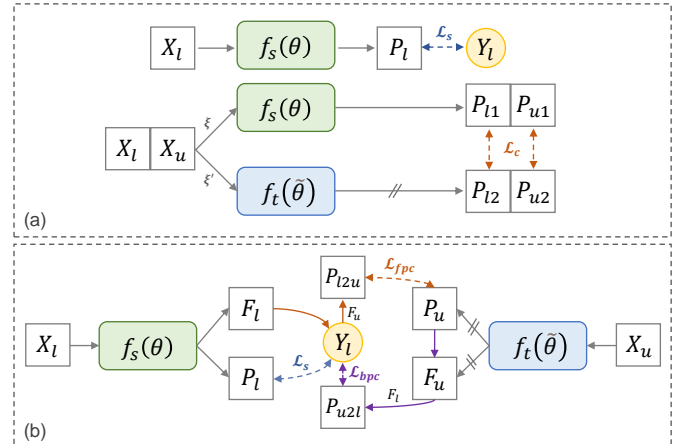 X_l f_s(θ) P_l ℒ_s Y_l
f_s(θ) P_l1 P_u1
ξ
X_l X_u ℒ_c
ξ'
f_t(θ̃) // P_l2 P_u2
(a)
P_l2u ℒ_fpc
F_l F_u P_u
X_l f_s(θ) Y_l f_t(θ̃) X_u
ℒ_s ℒ_bpc
P_l F_l F_u
P_u2l
(b)